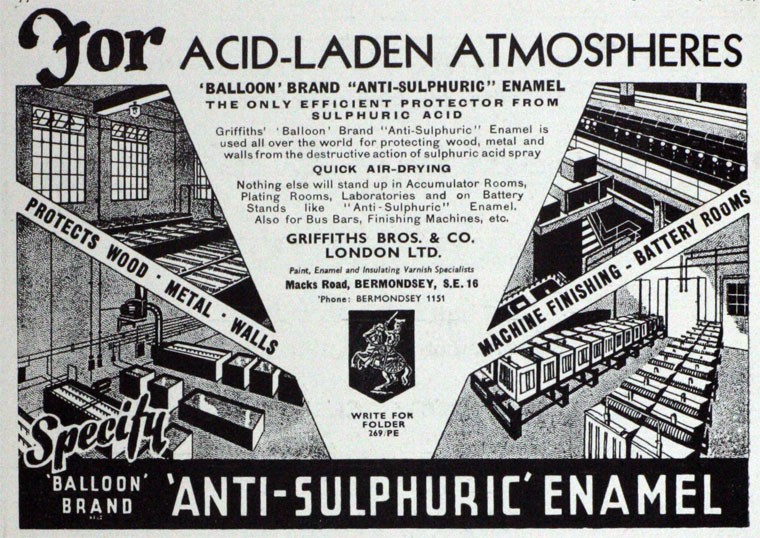 For ACID-LADEN ATMOSPHERES
'BALLOON' BRAND "ANTI-SULPHURIC" ENAMEL
THE ONLY EFFICIENT PROTECTOR FROM
SULPHURIC ACID
Griffiths' 'Balloon' Brand "Anti-Sulphuric" Enamel is
used all over the world for protecting wood, metal and
walls from the destructive action of sulphuric acid spray
QUICK AIR-DRYING
Nothing else will stand up in Accumulator Rooms,
Plating Rooms, Laboratories and on Battery
Stands like "Anti-Sulphuric" Enamel.
Also for Bus Bars, Finishing Machines, etc.
GRIFFITHS BROS. & CO.
LONDON LTD.
Paint, Enamel and Insulating Varnish Specialists
Macks Road, BERMONDSEY, S.E. 16
'Phone: BERMONDSEY 1151
PROTECTS WOOD · METAL · WALLS
MACHINE FINISHING - BATTERY ROOMS
WRITE FOR
FOLDER
269/PE
Specify
'BALLOON'
BRAND
'ANTI-SULPHURIC' ENAMEL